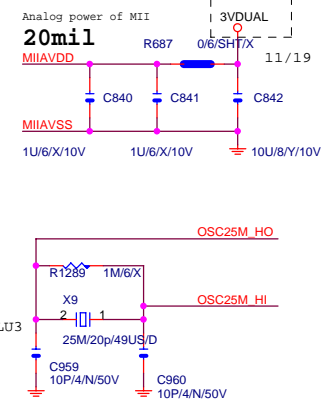 Analog power of MII
3VDUAL
20mil
R687
0/6/SHT/X
MIIAVDD
11/19
C840
C841
C842
MIIAVSS
1U/6/X/10V
1U/6/X/10V
10U/8/Y/10V
OSC25M_HO
R1289
1M/6/X
X9
OSC25M_HI
2
1
LU3
25M/20p/49US/D
C959
10P/4/N/50V
C960
10P/4/N/50V